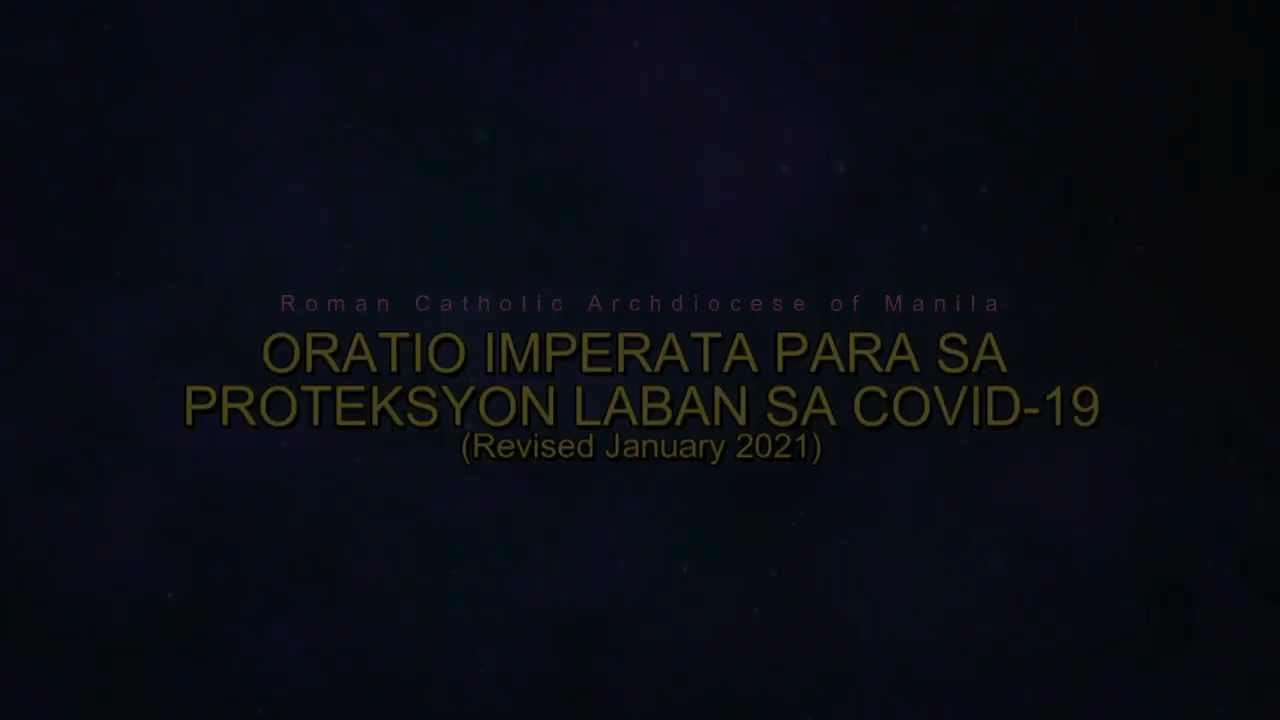 Roman Catholic Archdiocese of Manila
ORATIO IMPERATA PARA SA
PROTEKSYON LABAN SA COVID-19
(Revised January 2021)